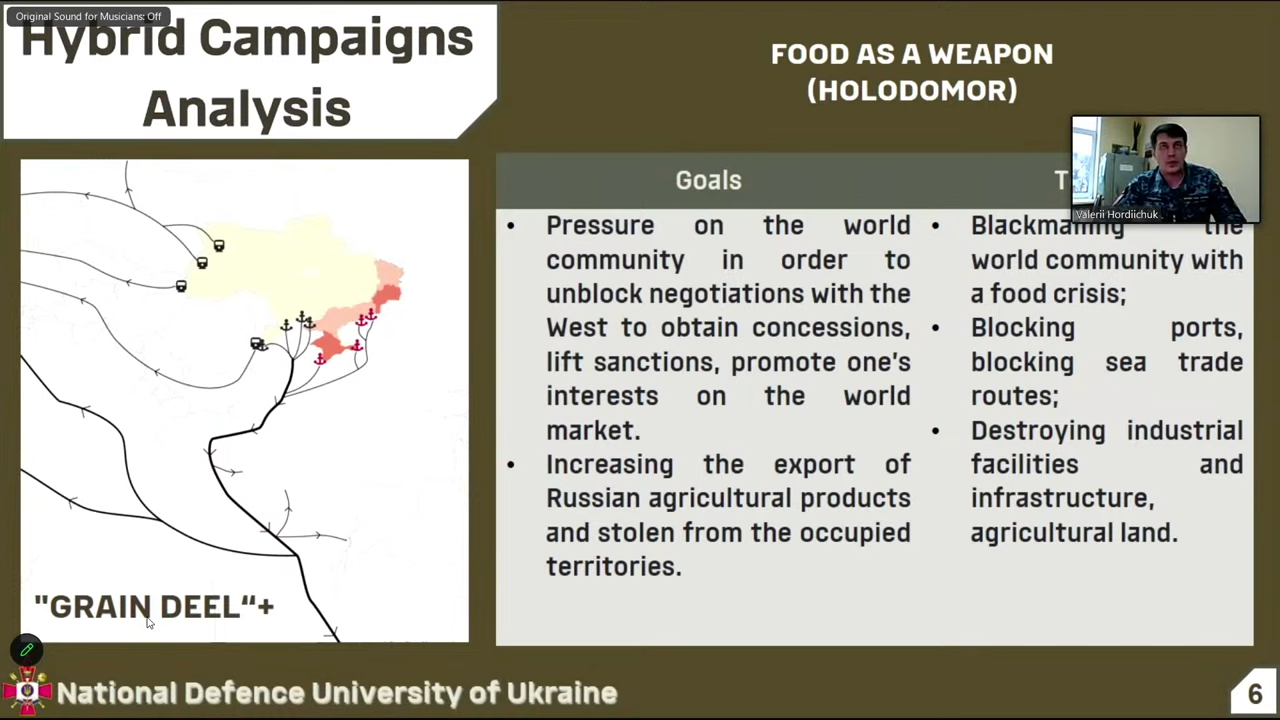 Original Sound for Musicians: Off
Hybrid Campaigns
Analysis
FOOD AS A WEAPON
(HOLODOMOR)
Valerii Hordiichuk
Goals
T
• Pressure on the world
community in order to
unblock negotiations with the
West to obtain concessions,
lift sanctions, promote one's
interests on the world
market.
• Increasing the export of
Russian agricultural products
and stolen from the occupied
territories.
• Blackmailing the
world community with
a food crisis;
• Blocking ports,
blocking sea trade
routes;
• Destroying industrial
facilities and
infrastructure,
agricultural land.
"GRAIN DEEL“+
National Defence University of Ukraine
6